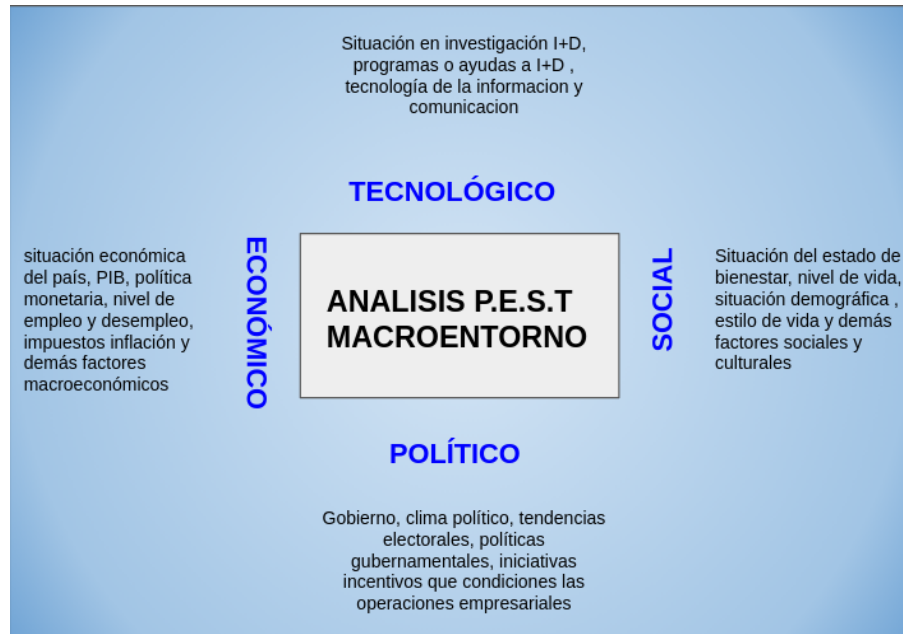 Situación en investigación I+D,
programas o ayudas a I+D ,
tecnología de la informacion y
comunicacion
TECNOLÓGICO
situación económica
del país, PIB, política
monetaria, nivel de
empleo y desempleo,
impuestos inflación y
demás factores
macroeconómicos
ECONÓMICO
ANALISIS P.E.S.T
MACROENTORNO
SOCIAL
Situación del estado de
bienestar, nivel de vida,
situación demográfica ,
estilo de vida y demás
factores sociales y
culturales
POLÍTICO
Gobierno, clima político, tendencias
electorales, políticas
gubernamentales, iniciativas
incentivos que condiciones las
operaciones empresariales